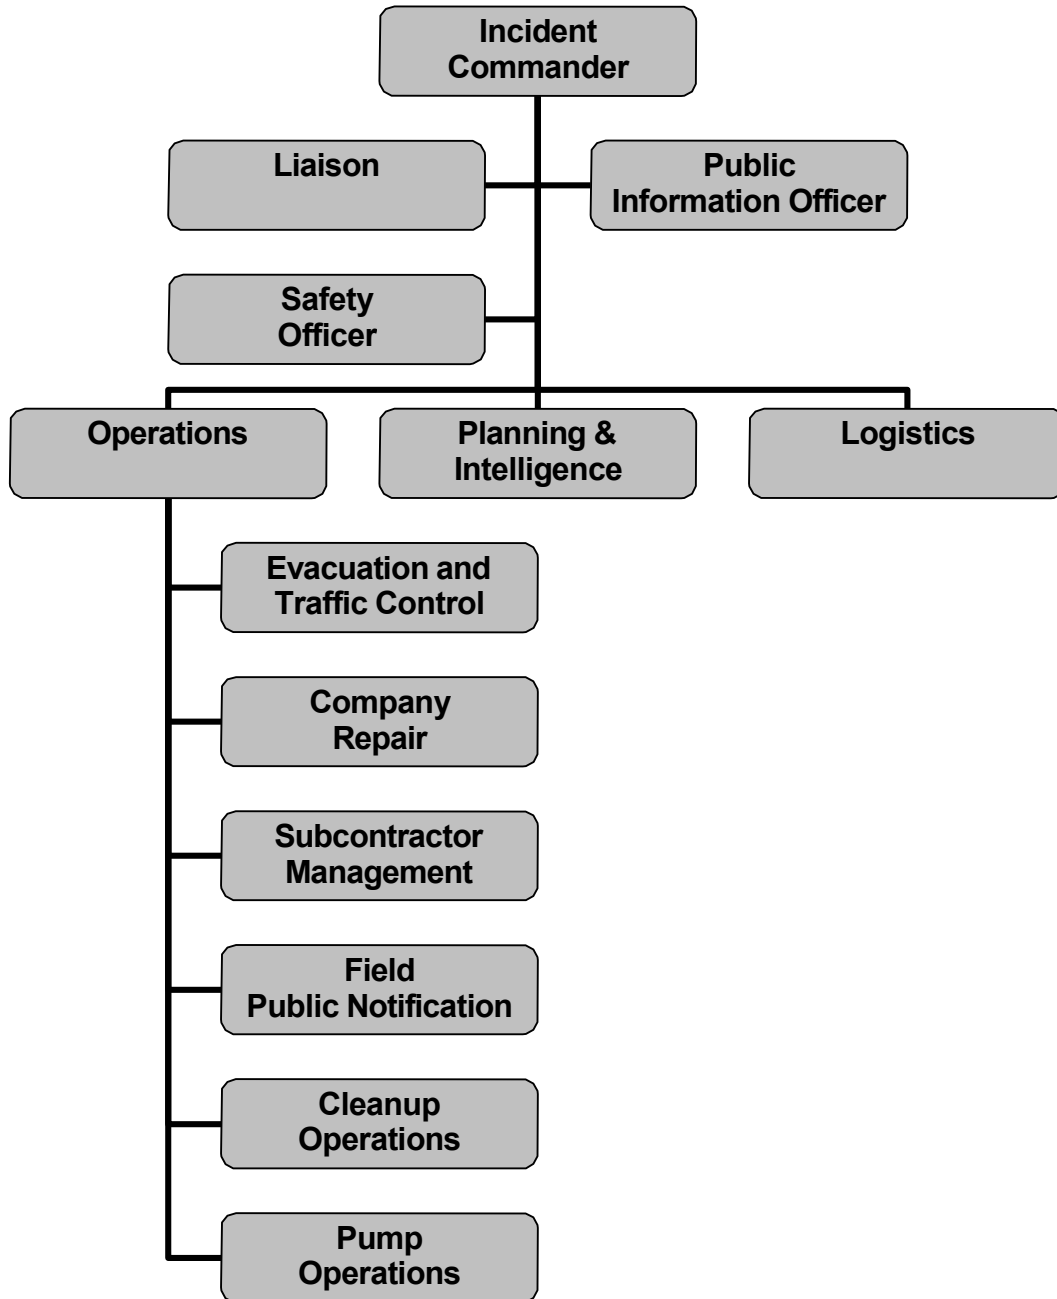 Incident
Commander
Liaison
Public
Information Officer
Safety
Officer
Operations
Planning &
Intelligence
Logistics
Evacuation and
Traffic Control
Company
Repair
Subcontractor
Management
Field
Public Notification
Cleanup
Operations
Pump
Operations